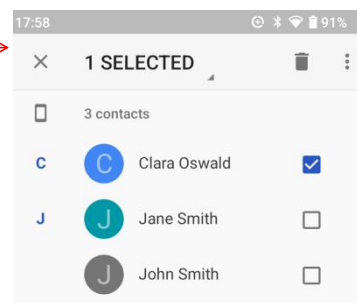 17:58 91%
1 SELECTED
3 contacts
C C Clara Oswald
J J Jane Smith
J John Smith